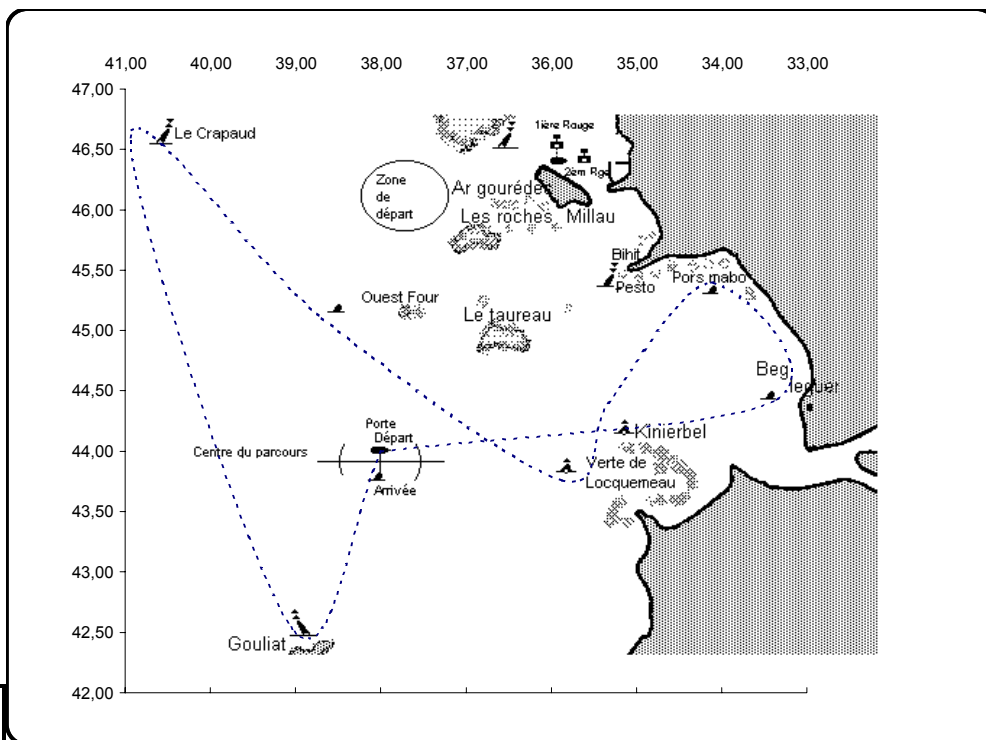 41,00 40,00 39,00 38,00 37,00 36,00 35,00 34,00 33,00
47,00
46,50
46,00
45,50
45,00
44,50
44,00
43,50
43,00
42,50
42,00
Le Crapaud
1ière Rouge
2èm Rge
Zone
de
départ
Ar gourédec
Les roches Millau
Bihit
Pesto
Pors mabo
Ouest Four
Le taureau
Beg
leguer
Porte
Départ
Kinierbel
Centre du parcours
Verte de
Locquemeau
Arrivée
Gouliat